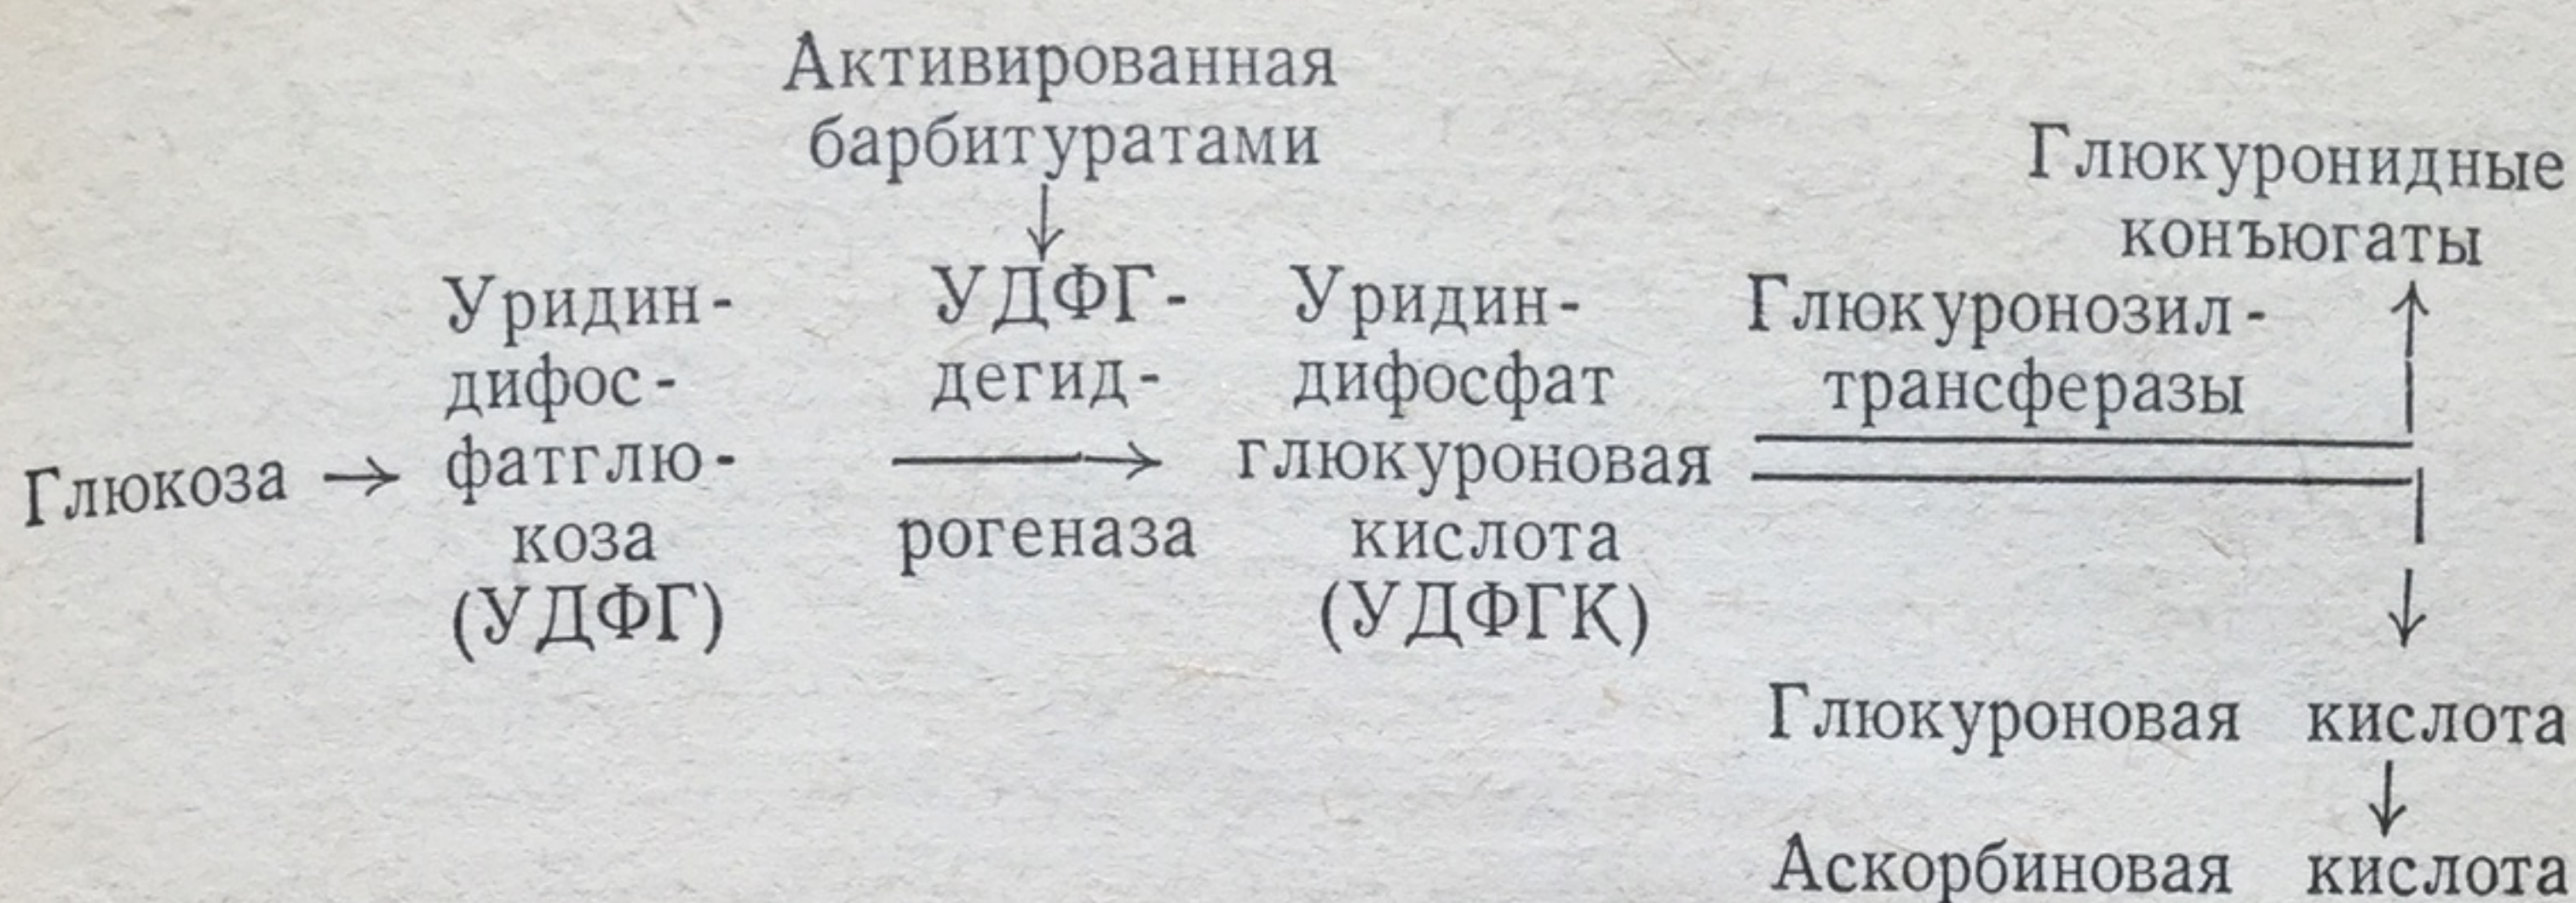 Активированная
барбитуратами
Глюкоза
Уридин-
дифос-
фатглю-
коза
(УДФГ)
УДФГ-
дегид-
рогеназа
Уридин-
дифосфат
глюкуроновая
кислота
(УДФГК)
Глюкуронозил-
трансферазы
Глюкуронидные
конъюгаты
Глюкуроновая кислота
Аскорбиновая кислота